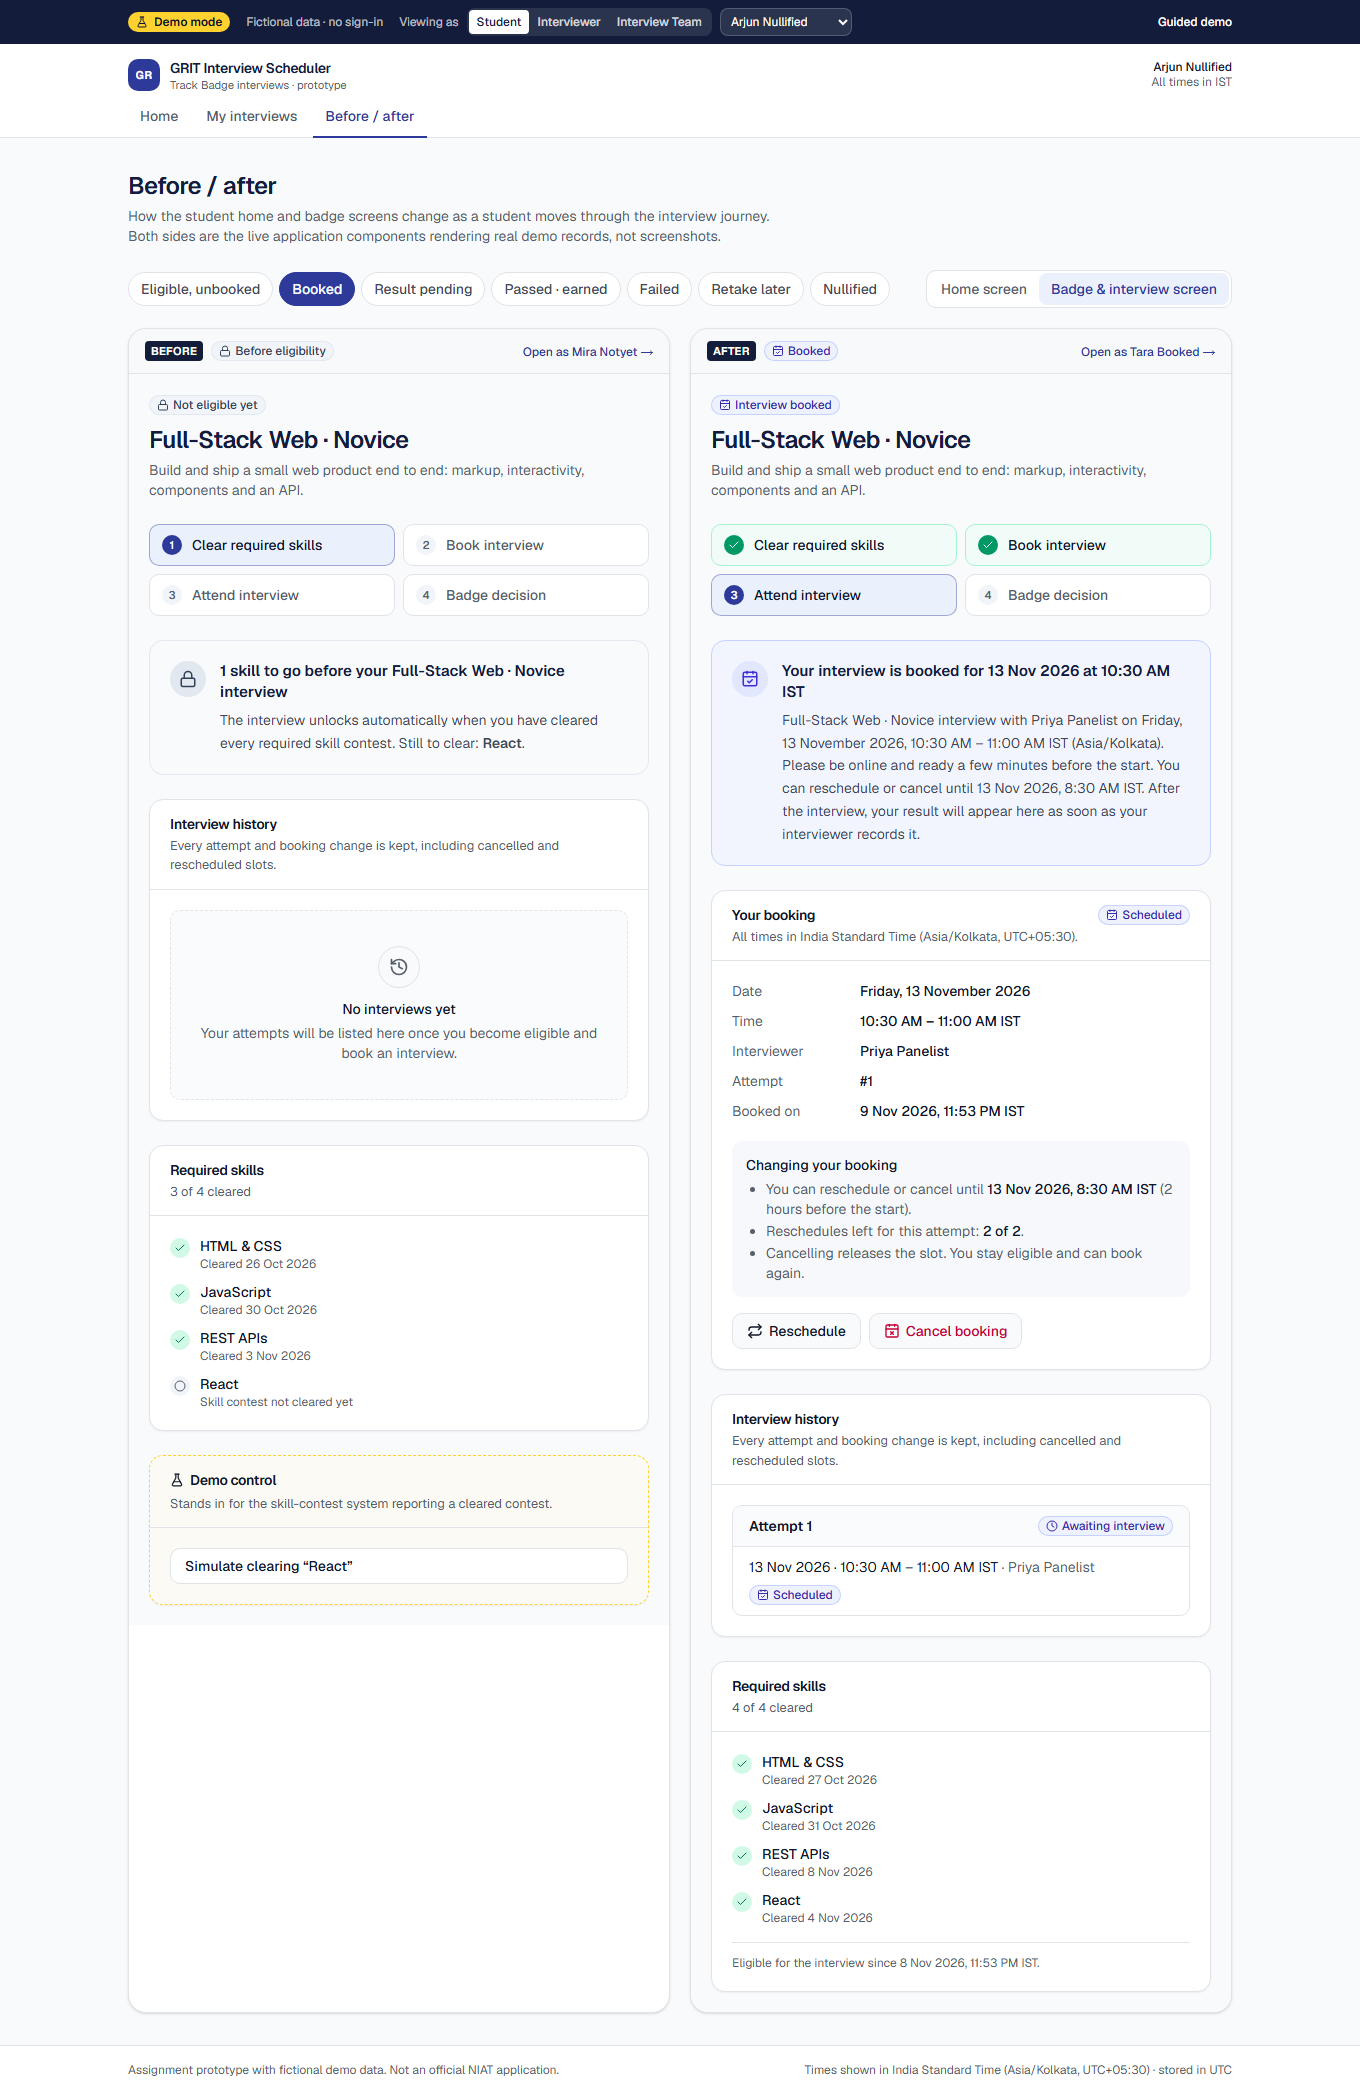 Demo mode
Fictional data · no sign-in
Viewing as
Student
Interviewer
Interview Team
Arjun Nullified
Guided demo
GR
GRIT Interview Scheduler
Track Badge interviews · prototype
Arjun Nullified
All times in IST
Home
My interviews
Before / after
Before / after
How the student home and badge screens change as a student moves through the interview journey.
Both sides are the live application components rendering real demo records, not screenshots.
Eligible, unbooked
Booked
Result pending
Passed · earned
Failed
Retake later
Nullified
Home screen
Badge & interview screen
BEFORE
Before eligibility
Open as Mira Notyet →
Not eligible yet
Full-Stack Web · Novice
Build and ship a small web product end to end: markup, interactivity,
components and an API.
1 Clear required skills
2 Book interview
3 Attend interview
4 Badge decision
1 skill to go before your Full-Stack Web · Novice
interview
The interview unlocks automatically when you have cleared
every required skill contest. Still to clear: React.
Interview history
Every attempt and booking change is kept, including cancelled and
rescheduled slots.
No interviews yet
Your attempts will be listed here once you become eligible and
book an interview.
Required skills
3 of 4 cleared
HTML & CSS
Cleared 26 Oct 2026
JavaScript
Cleared 30 Oct 2026
REST APIs
Cleared 3 Nov 2026
React
Skill contest not cleared yet
Demo control
Stands in for the skill-contest system reporting a cleared contest.
Simulate clearing “React”
AFTER
Booked
Open as Tara Booked →
Interview booked
Full-Stack Web · Novice
Build and ship a small web product end to end: markup, interactivity,
components and an API.
Clear required skills
Book interview
3 Attend interview
4 Badge decision
Your interview is booked for 13 Nov 2026 at 10:30 AM
IST
Full-Stack Web · Novice interview with Priya Panelist on Friday,
13 November 2026, 10:30 AM – 11:00 AM IST (Asia/Kolkata).
Please be online and ready a few minutes before the start. You
can reschedule or cancel until 13 Nov 2026, 8:30 AM IST. After
the interview, your result will appear here as soon as your
interviewer records it.
Your booking
Scheduled
All times in India Standard Time (Asia/Kolkata, UTC+05:30).
Date Friday, 13 November 2026
Time 10:30 AM – 11:00 AM IST
Interviewer Priya Panelist
Attempt #1
Booked on 9 Nov 2026, 11:53 PM IST
Changing your booking
• You can reschedule or cancel until 13 Nov 2026, 8:30 AM IST (2
hours before the start).
• Reschedules left for this attempt: 2 of 2.
• Cancelling releases the slot. You stay eligible and can book
again.
Reschedule
Cancel booking
Interview history
Every attempt and booking change is kept, including cancelled and
rescheduled slots.
Attempt 1
Awaiting interview
13 Nov 2026 · 10:30 AM – 11:00 AM IST · Priya Panelist
Scheduled
Required skills
4 of 4 cleared
HTML & CSS
Cleared 27 Oct 2026
JavaScript
Cleared 31 Oct 2026
REST APIs
Cleared 8 Nov 2026
React
Cleared 4 Nov 2026
Eligible for the interview since 8 Nov 2026, 11:53 PM IST.
Assignment prototype with fictional demo data. Not an official NIAT application.
Times shown in India Standard Time (Asia/Kolkata, UTC+05:30) · stored in UTC